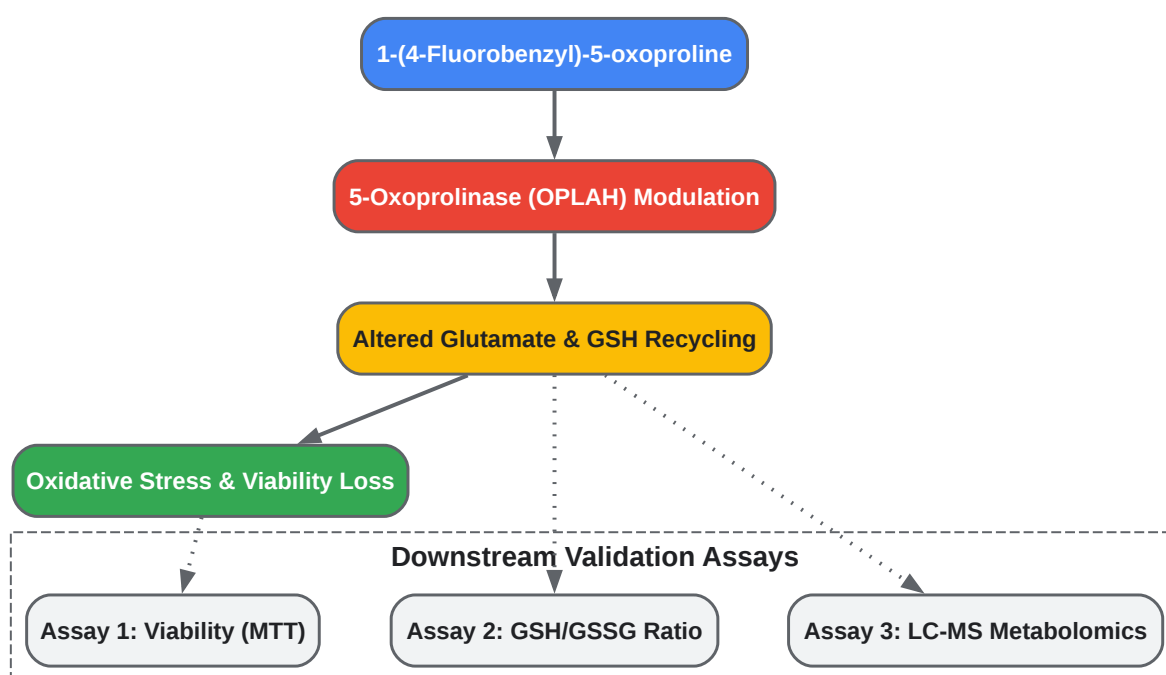 1-(4-Fluorobenzyl)-5-oxoproline
5-Oxoprolinase (OPLAH) Modulation
Altered Glutamate & GSH Recycling
Oxidative Stress & Viability Loss
Downstream Validation Assays
Assay 1: Viability (MTT)
Assay 2: GSH/GSSG Ratio
Assay 3: LC-MS Metabolomics